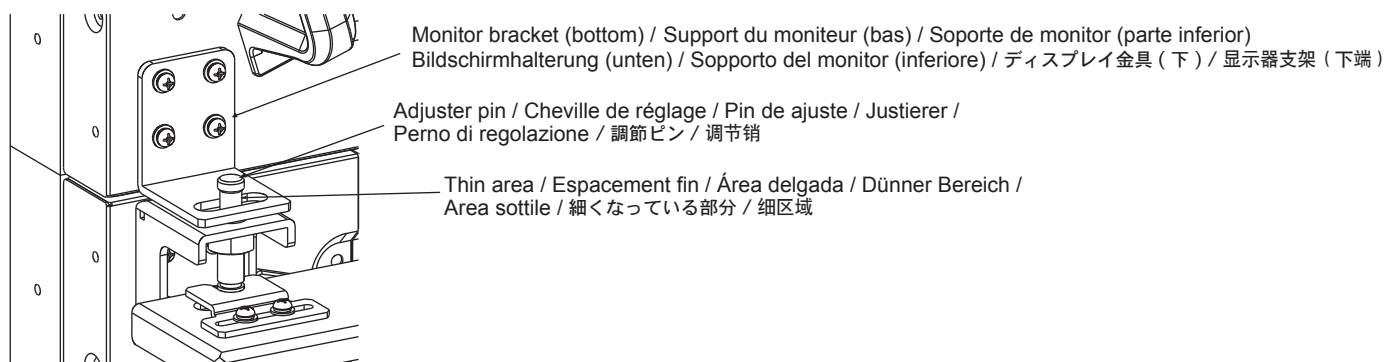 Monitor bracket (bottom) / Support du moniteur (bas) / Soporte de monitor (parte inferior)
Bildschirmhalterung (unten) / Sopporto del monitor (inferiore) / ディスプレイ金具 ( 下 ) / 显示器支架 ( 下端 )
Adjuster pin / Cheville de réglage / Pin de ajuste / Justierer /
Perno di regolazione / 調節ピン / 调节销
Thin area / Espacement fin / Área delgada / Dünner Bereich /
Area sottile / 細くなっている部分 / 细区域